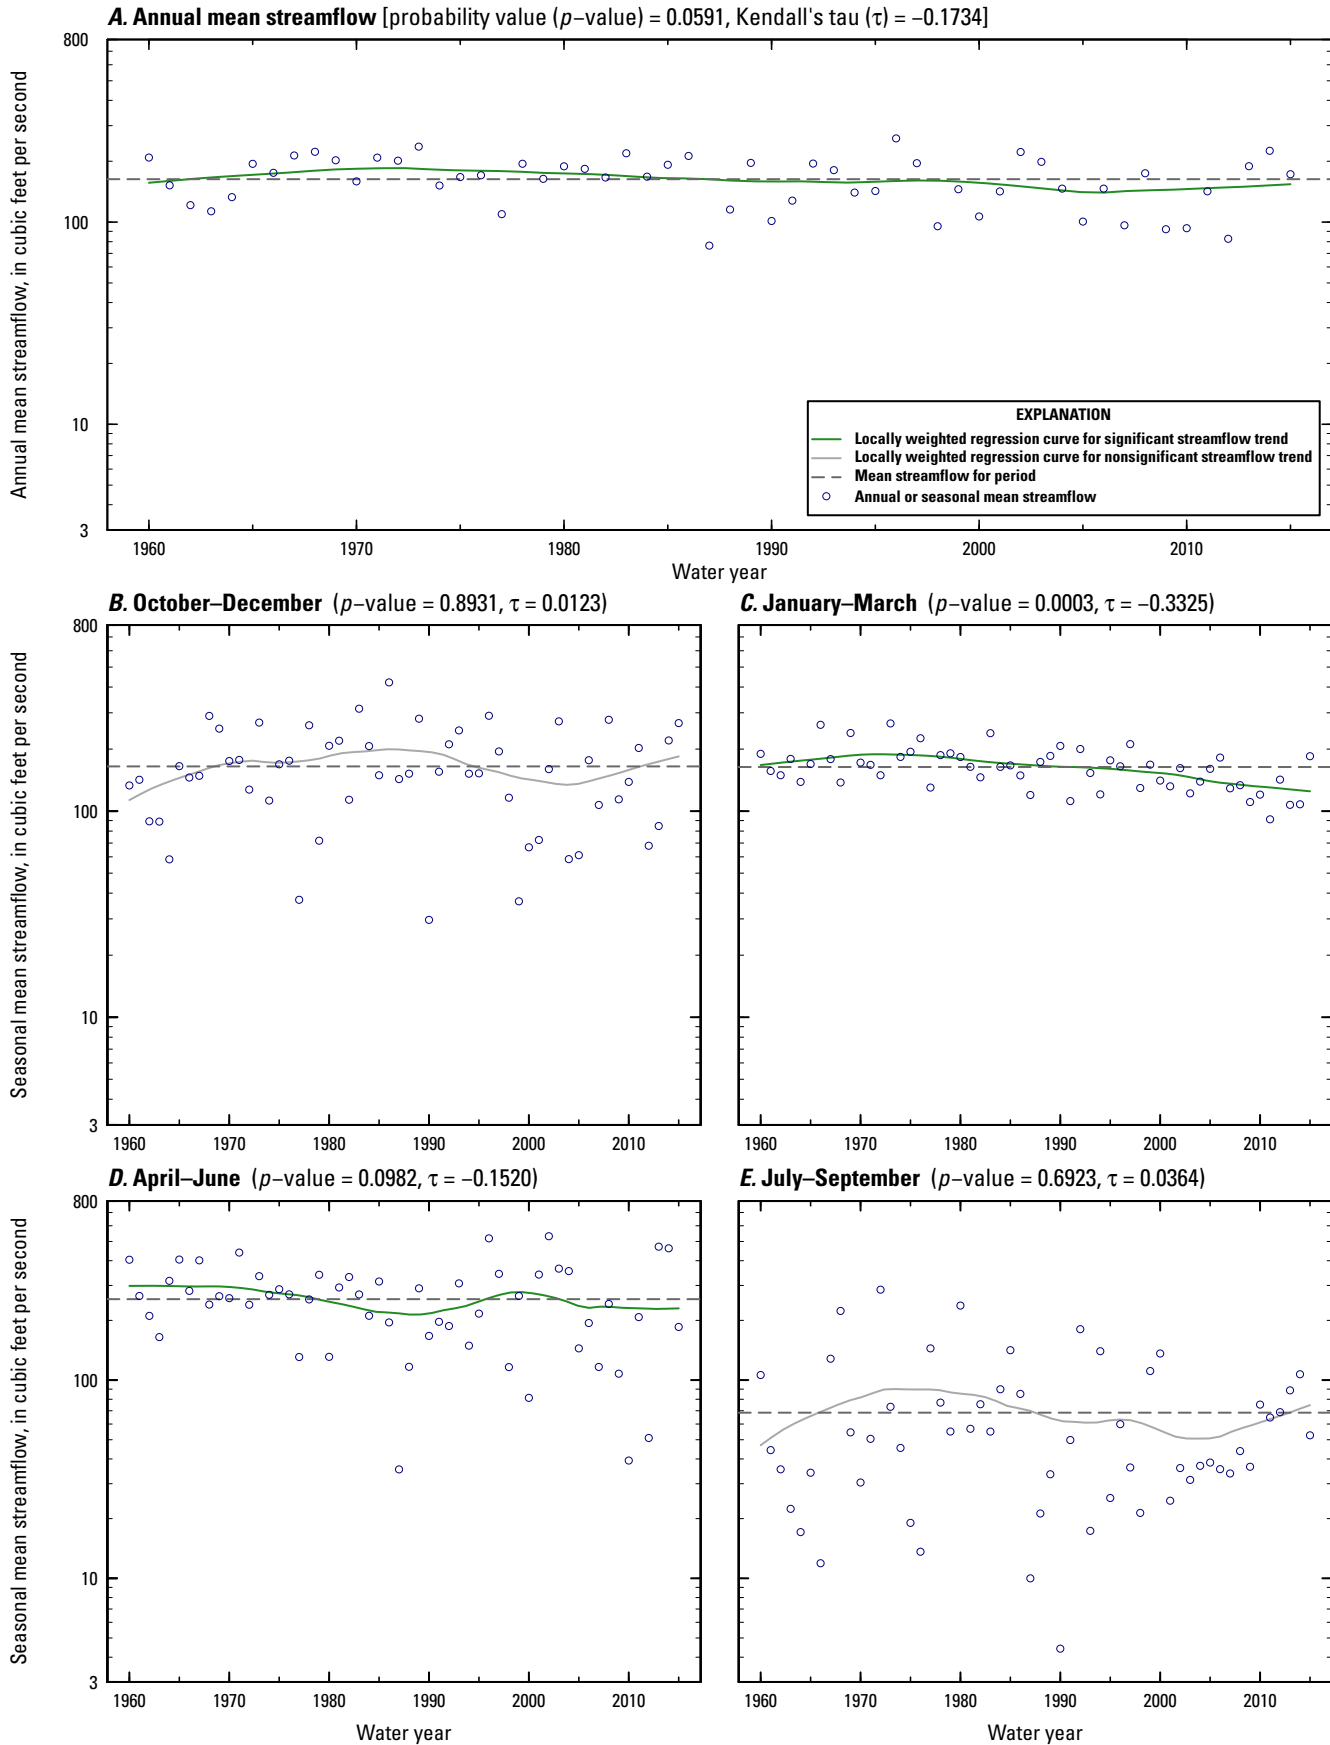 A. Annual mean streamflow [probability value (p−value) = 0.0591, Kendall's tau (τ) = −0.1734]
Annual mean streamflow, in cubic feet per second
800
100
10
3
EXPLANATION
Locally weighted regression curve for significant streamflow trend
Locally weighted regression curve for nonsignificant streamflow trend
Mean streamflow for period
Annual or seasonal mean streamflow
1960 1970 1980 1990 2000 2010
Water year
B. October–December (p−value = 0.8931, τ = 0.0123)
Seasonal mean streamflow, in cubic feet per second
800
100
10
3
1960 1970 1980 1990 2000 2010
C. January–March (p−value = 0.0003, τ = −0.3325)
1960 1970 1980 1990 2000 2010
D. April–June (p−value = 0.0982, τ = −0.1520)
Seasonal mean streamflow, in cubic feet per second
800
100
10
3
1960 1970 1980 1990 2000 2010
Water year
E. July–September (p−value = 0.6923, τ = 0.0364)
1960 1970 1980 1990 2000 2010
Water year